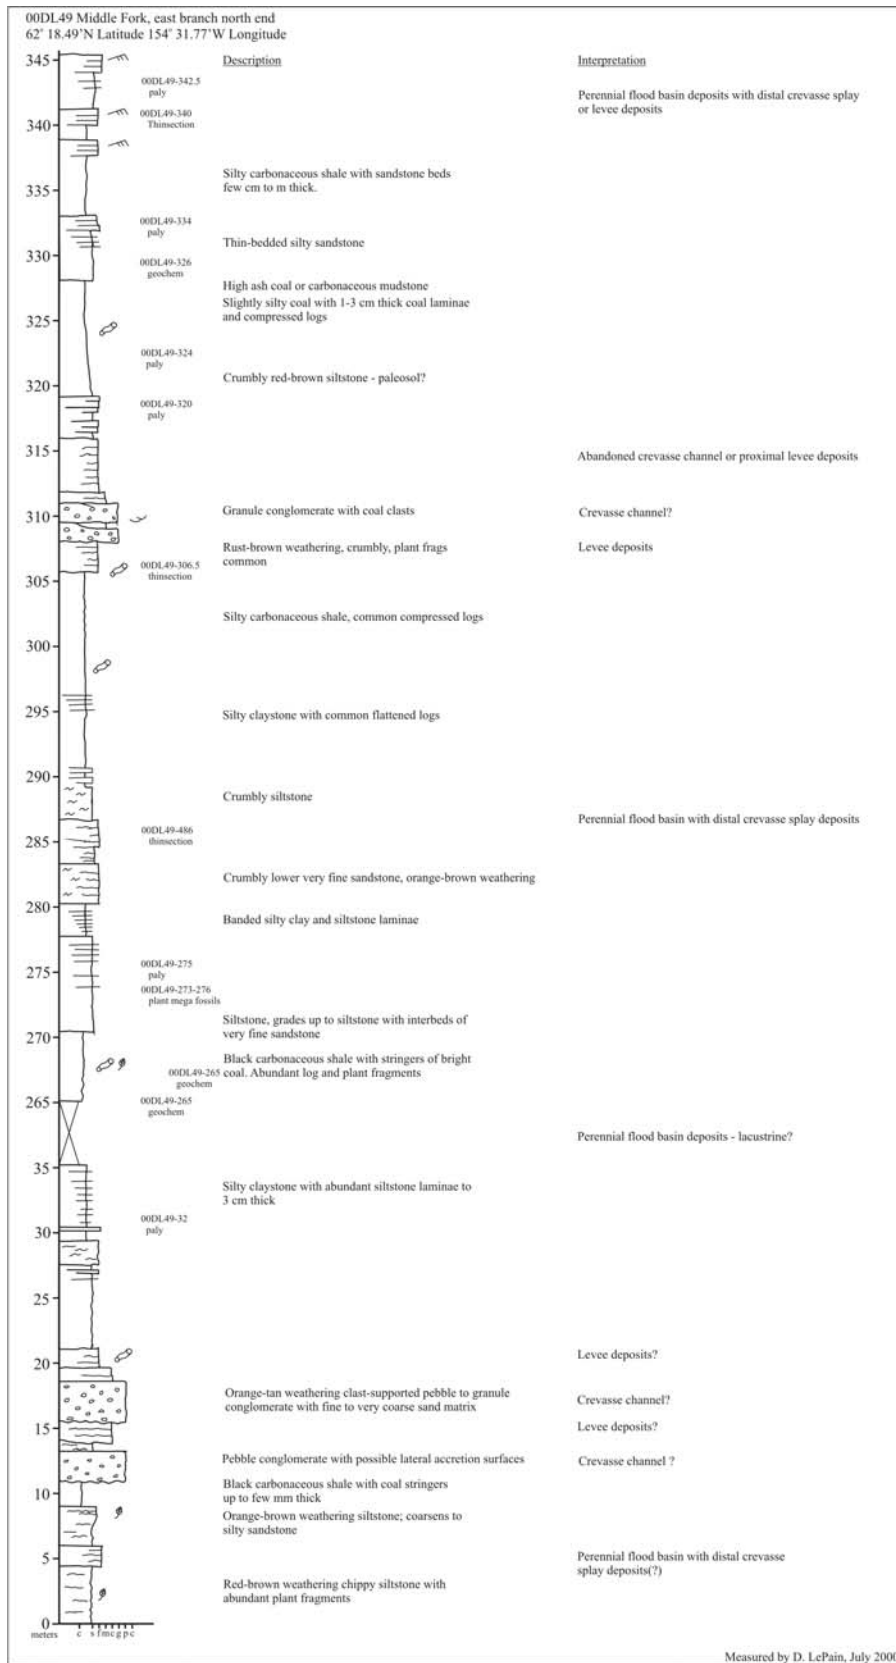 00DL49 Middle Fork, east branch north end
62° 18.49'N Latitude 154° 31.77'W Longitude
Description
Interpretation
345
00DL49-342.5
paly
Perennial flood basin deposits with distal crevasse splay
or levee deposits
00DL49-340
Thinsection
340
Silty carbonaceous shale with sandstone beds
few cm to m thick.
335
00DL49-334
paly
Thin-bedded silty sandstone
330
00DL49-326
geochem
High ash coal or carbonaceous mudstone
Slightly silty coal with 1-3 cm thick coal laminae
and compressed logs
325
00DL49-324
paly
Crumbly red-brown siltstone - paleosol?
320
00DL49-320
paly
315
Abandoned crevasse channel or proximal levee deposits
310
Granule conglomerate with coal clasts
Crevasse channel?
Rust-brown weathering, crumbly, plant frags
common
Levee deposits
00DL49-306.5
thinsection
305
Silty carbonaceous shale, common compressed logs
300
295
Silty claystone with common flattened logs
290
Crumbly siltstone
Perennial flood basin with distal crevasse splay deposits
285
00DL49-486
thinsection
Crumbly lower very fine sandstone, orange-brown weathering
280
Banded silty clay and siltstone laminae
275
00DL49-275
paly
00DL49-273-276
plant mega fossils
Siltstone, grades up to siltstone with interbeds of
very fine sandstone
270
Black carbonaceous shale with stringers of bright
coal. Abundant log and plant fragments
00DL49-265
geochem
265
00DL49-265
geochem
Perennial flood basin deposits - lacustrine?
35
Silty claystone with abundant siltstone laminae to
3 cm thick
00DL49-32
paly
30
25
20
Levee deposits?
Orange-tan weathering clast-supported pebble to granule
conglomerate with fine to very coarse sand matrix
Crevasse channel?
15
Levee deposits?
Pebble conglomerate with possible lateral accretion surfaces
Crevasse channel ?
10
Black carbonaceous shale with coal stringers
up to few mm thick
Orange-brown weathering siltstone; coarsens to
silty sandstone
5
Perennial flood basin with distal crevasse
splay deposits(?)
Red-brown weathering chippy siltstone with
abundant plant fragments
0
meters c s f m c g p c
Measured by D. LePain, July 2000